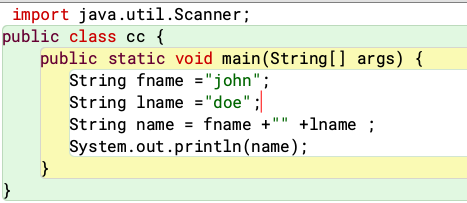 import java.util.Scanner;
public class cc {
public static void main(String[] args) {
String fname ="john";
String lname ="doe";
String name = fname +"" +lname ;
System.out.println(name);
}
}